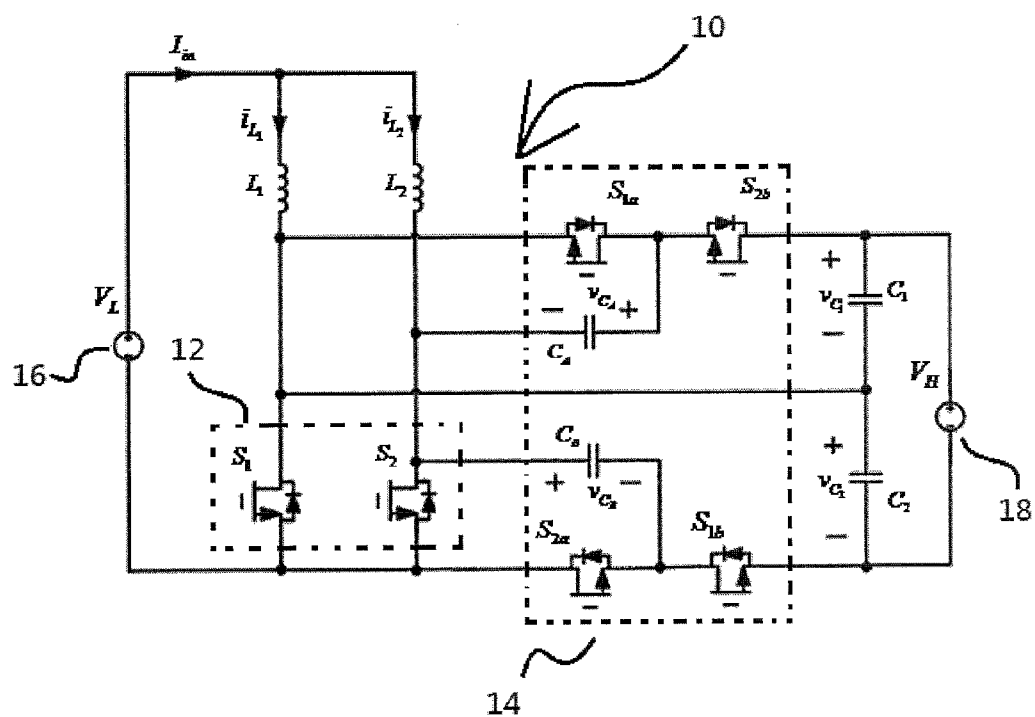 10
I_in
i_L1
i_L2
L1
L2
S1a
S2b
+
V_L
− v_CA +
C_A
v_C1
C1
−
16
12
V_H
C_B
S1
S2
+ v_CB −
+
v_C2
C2
−
18
S2a
S1b
14